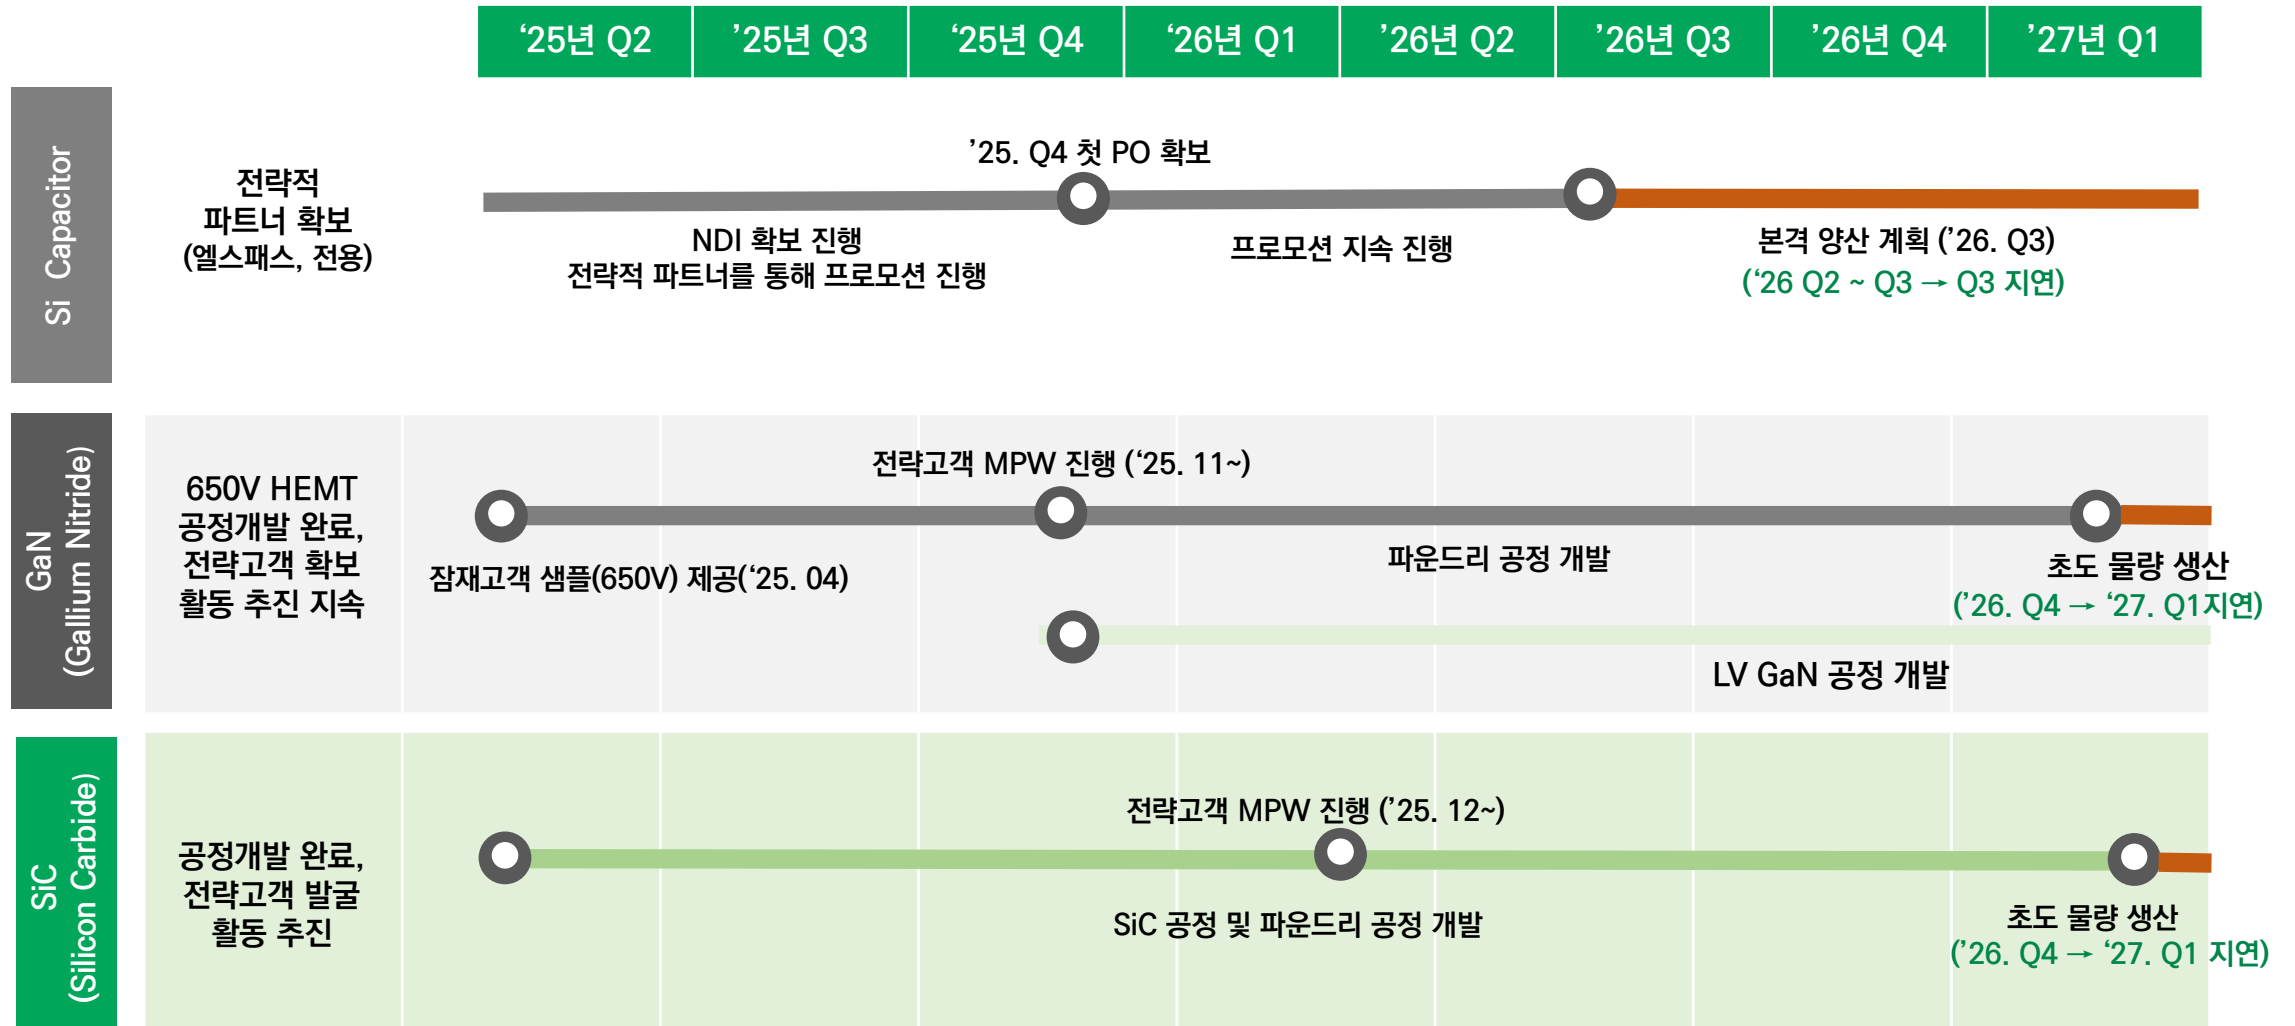 ‘25년 Q2
’25년 Q3
‘25년 Q4
‘26년 Q1
’26년 Q2
‘26년 Q3
’26년 Q4
’27년 Q1
Si Capacitor
전략적
파트너 확보
(엘스패스, 전용)
’25. Q4 첫 PO 확보
NDI 확보 진행
전략적 파트너를 통해 프로모션 진행
프로모션 지속 진행
본격 양산 계획 (’26. Q3)
(‘26 Q2 ~ Q3 → Q3 지연)
GaN
(Gallium Nitride)
650V HEMT
공정개발 완료,
전략고객 확보
활동 추진 지속
전략고객 MPW 진행 (‘25. 11~)
잠재고객 샘플(650V) 제공(‘25. 04)
파운드리 공정 개발
초도 물량 생산
(’26. Q4 → ‘27. Q1지연)
LV GaN 공정 개발
SiC
(Silicon Carbide)
공정개발 완료,
전략고객 발굴
활동 추진
전략고객 MPW 진행 (’25. 12~)
SiC 공정 및 파운드리 공정 개발
초도 물량 생산
(’26. Q4 → ‘27. Q1 지연)